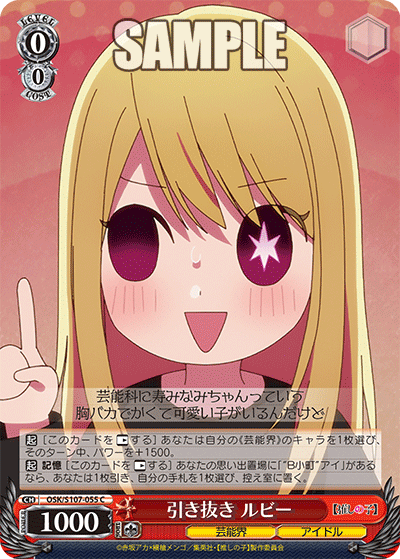 LEVEL
0
0
COST
SAMPLE
芸能科に寿みなみちゃんっていう
胸バカでかくて可愛い子がいるんだけど
起[このカードを レストする] あなたは自分の《芸能界》のキャラを1枚選び、
そのターン中、パワーを+1500。
起 記憶 [このカードを レストする] あなたの思い出置場に「“B小町”アイ」があるな
ら、あなたは1枚引き、自分の手札を1枚選び、控え室に置く。
CH
OSK/S107-055 C
1000
引き抜き ルビー
芸能界
アイドル
【推しの子】
©赤坂アカ×横槍メンゴ/集英社・【推しの子】製作委員会